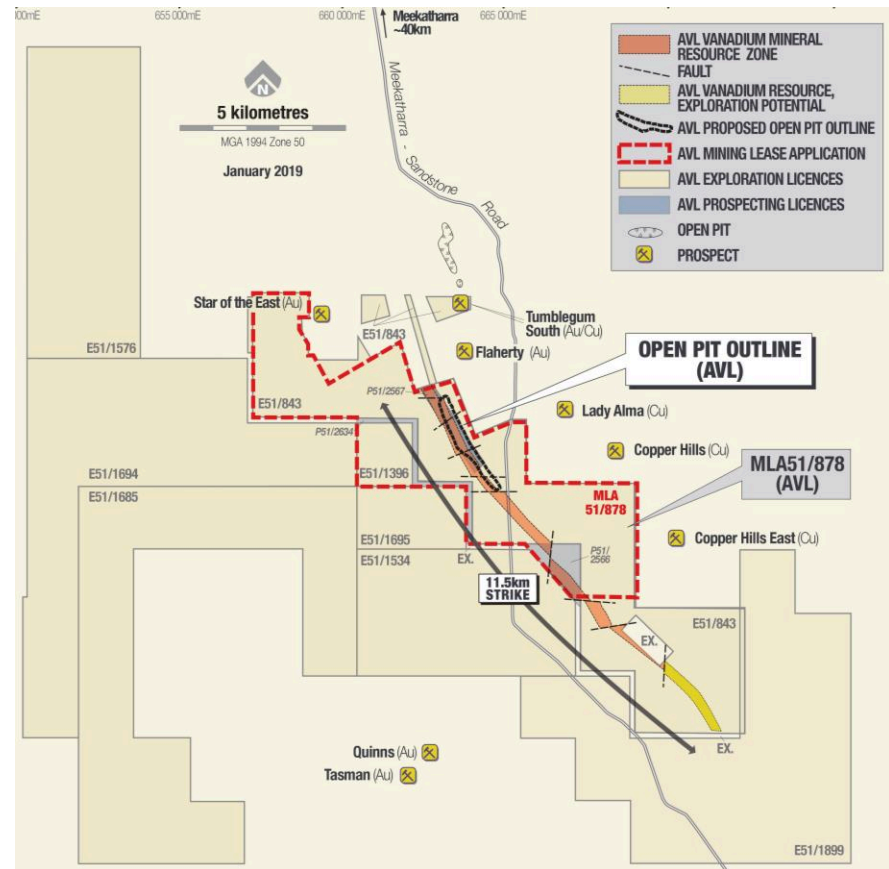 000mE
655 000mE
660 000mE
665 000mE
Meekatharra
~40km
N
5 kilometres
MGA 1994 Zone 50
January 2019
Meekatharra - Sandstone Road
AVL VANADIUM MINERAL
RESOURCE ZONE
FAULT
AVL VANADIUM RESOURCE,
EXPLORATION POTENTIAL
AVL PROPOSED OPEN PIT OUTLINE
AVL MINING LEASE APPLICATION
AVL EXPLORATION LICENCES
AVL PROSPECTING LICENCES
OPEN PIT
PROSPECT
Star of the East (Au)
Tumblegum
South (Au/Cu)
E51/843
E51/1576
Flaherty (Au)
OPEN PIT OUTLINE
(AVL)
P51/2567
E51/843
Lady Alma (Cu)
P51/2634
Copper Hills (Cu)
E51/1694
E51/1396
MLA51/878
(AVL)
E51/1685
MLA
51/878
Copper Hills East (Cu)
E51/1695
P51/
2566
E51/1534
EX.
11.5km
STRIKE
E51/843
EX.
Quinns (Au)
EX.
Tasman (Au)
E51/1899